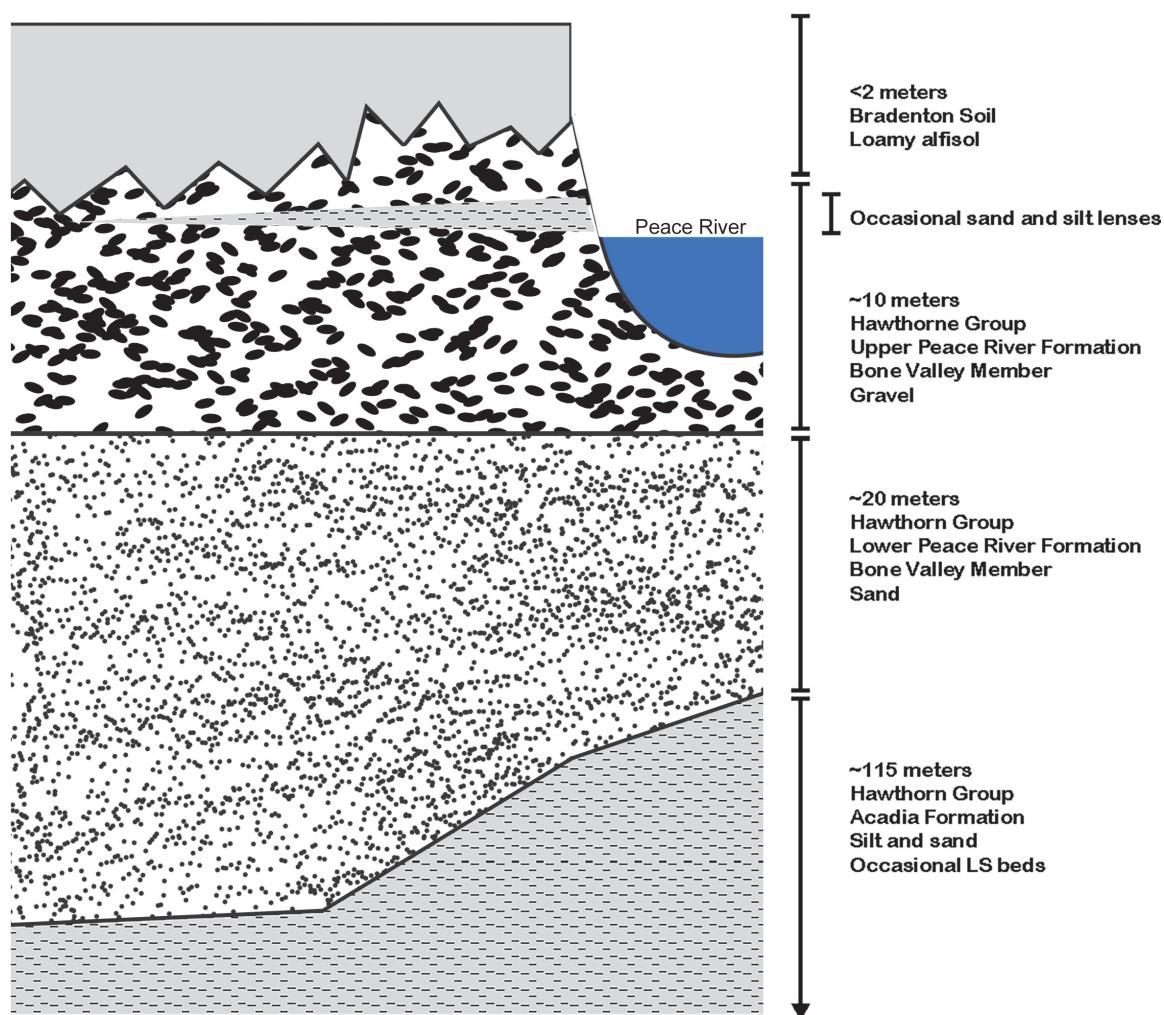 <2 meters
Bradenton Soil
Loamy alfisol
Occasional sand and silt lenses
Peace River
~10 meters
Hawthorne Group
Upper Peace River Formation
Bone Valley Member
Gravel
~20 meters
Hawthorn Group
Lower Peace River Formation
Bone Valley Member
Sand
~115 meters
Hawthorn Group
Acadia Formation
Silt and sand
Occasional LS beds